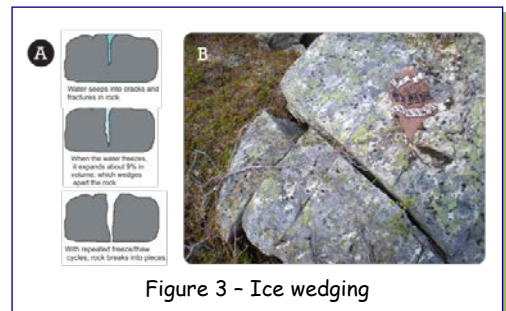 A
Water seeps into cracks and
fractures in rock.
When the water freezes,
it expands about 9% in
volume, which wedges
apart the rock
With repeated freeze/thaw
cycles, rock breaks into pieces.
B
Figure 3 – Ice wedging